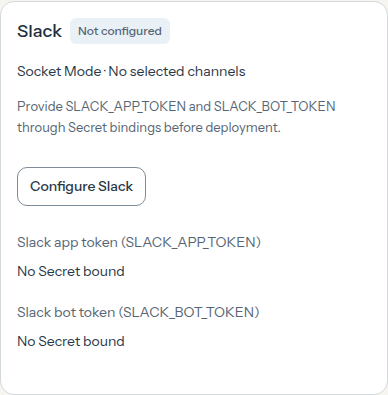 Slack Not configured
Socket Mode · No selected channels
Provide SLACK_APP_TOKEN and SLACK_BOT_TOKEN
through Secret bindings before deployment.
Configure Slack
Slack app token (SLACK_APP_TOKEN)
No Secret bound
Slack bot token (SLACK_BOT_TOKEN)
No Secret bound